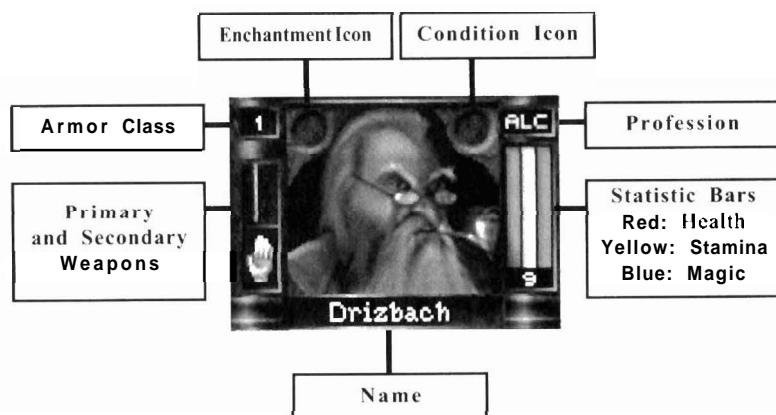 Enchantment Icon
Condition Icon
Armor Class
1
ALC
Profession
Primary
and Secondary
Weapons
Statistic Bars
Red: Health
Yellow: Stamina
Blue: Magic
9
Drizbach
Name